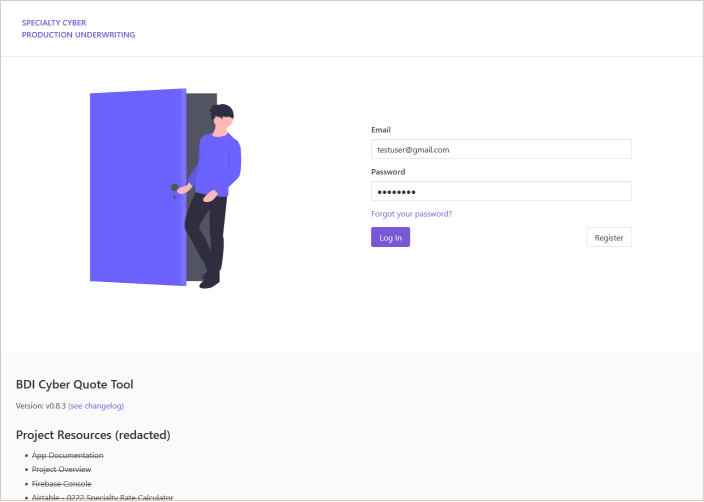 SPECIALTY CYBER
PRODUCTION UNDERWRITING
Email
testuser@gmail.com
Password
●●●●●●●●
Forgot your password?
Log In
Register
BDI Cyber Quote Tool
Version: v0.8.3 (see changelog)
Project Resources (redacted)
App Documentation
Project Overview
Firebase Console
Airtable - 0222 Specialty Rate Calculator